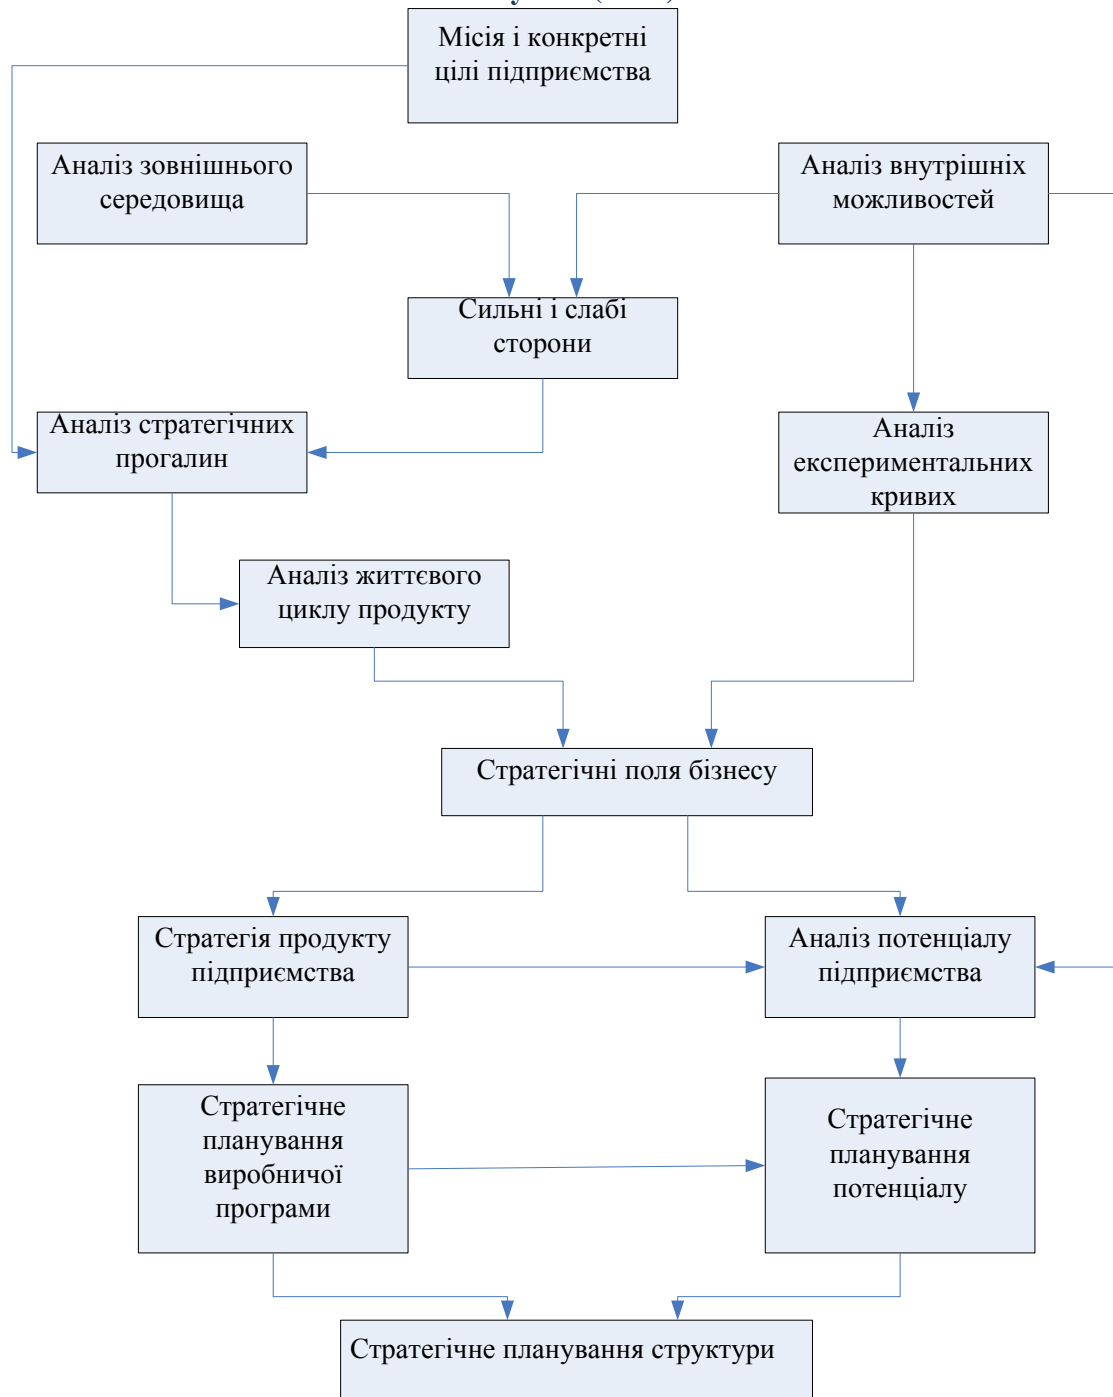 Місія і конкретні
цілі підприємства
Аналіз зовнішнього
середовища
Аналіз внутрішніх
можливостей
Сильні і слабі
сторони
Аналіз стратегічних
прогалин
Аналіз
експериментальних
кривих
Аналіз життєвого
циклу продукту
Стратегічні поля бізнесу
Стратегія продукту
підприємства
Аналіз потенціалу
підприємства
Стратегічне
планування
виробничої
програми
Стратегічне
планування
потенціалу
Стратегічне планування структури